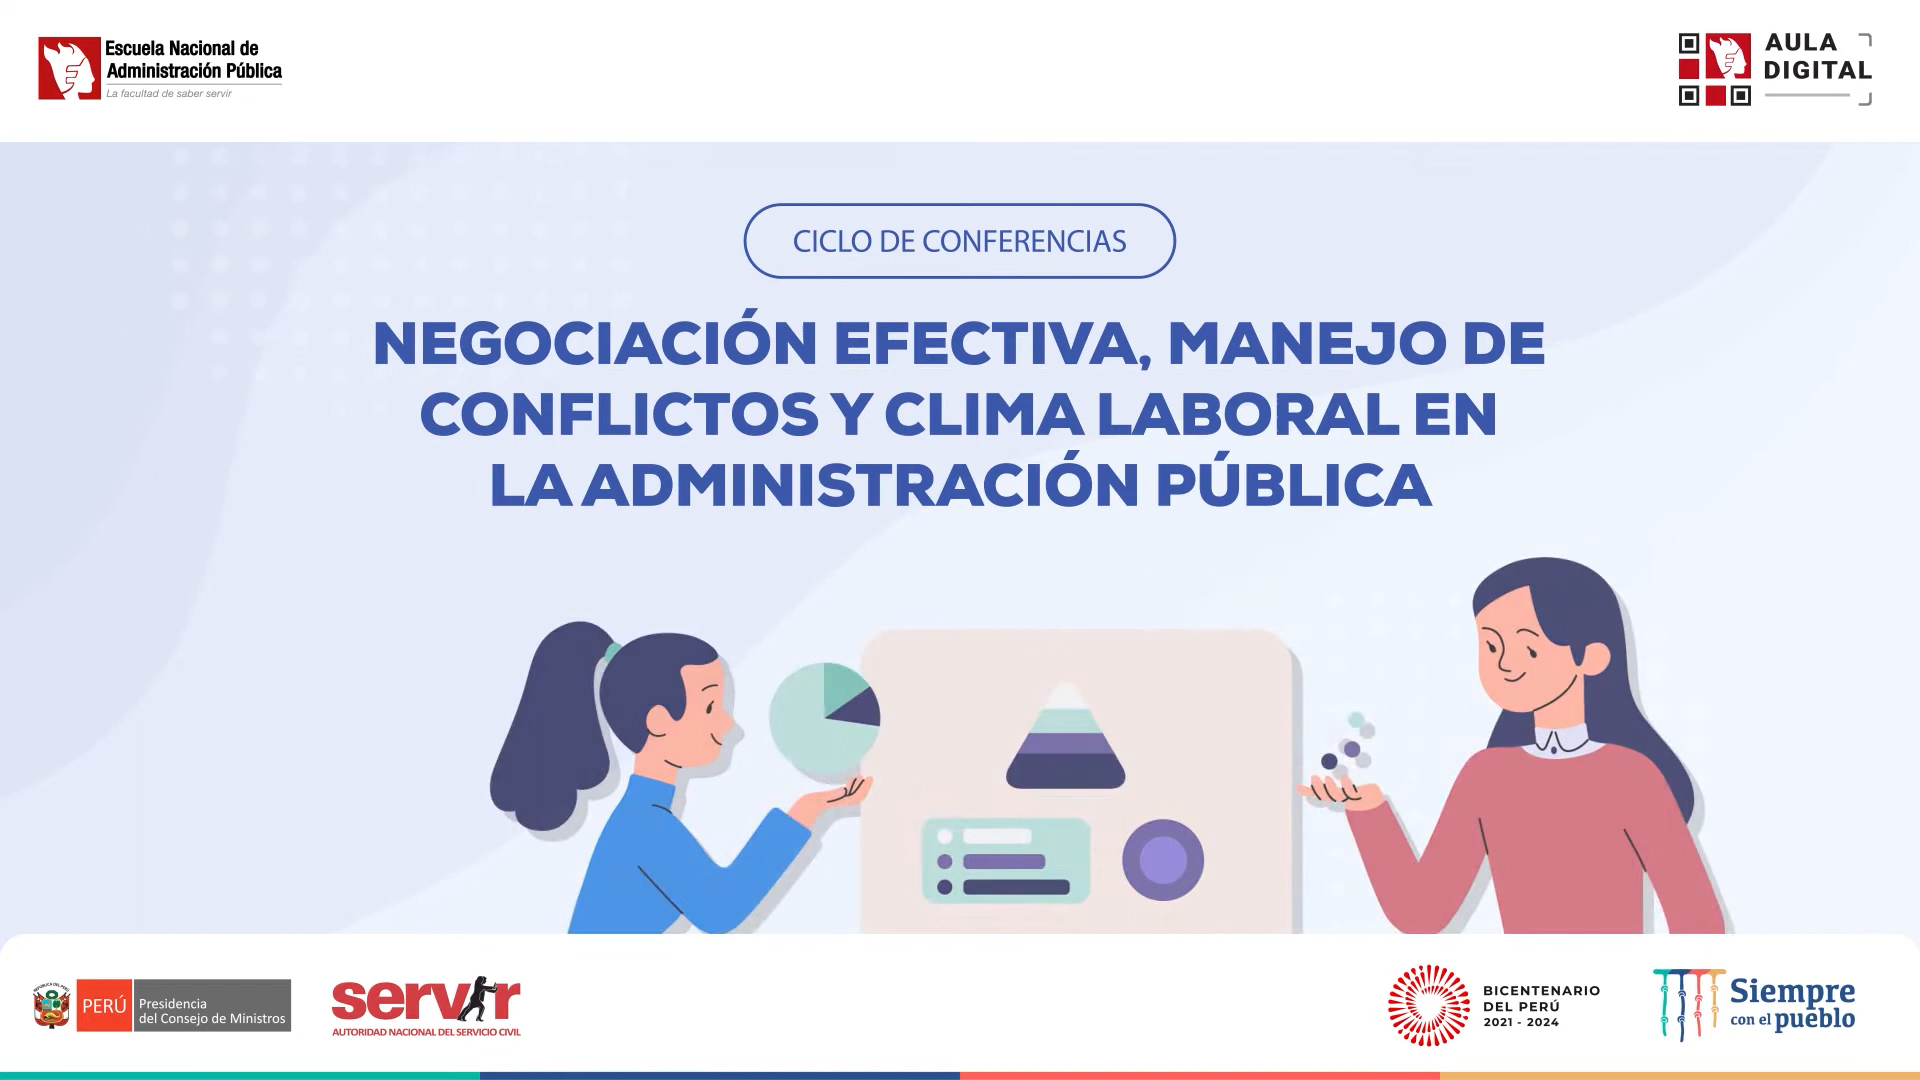 Escuela Nacional de
Administración Pública
La facultad de saber servir
AULA
DIGITAL
CICLO DE CONFERENCIAS
NEGOCIACIÓN EFECTIVA, MANEJO DE
CONFLICTOS Y CLIMA LABORAL EN
LA ADMINISTRACIÓN PÚBLICA
PERÚ
Presidencia
del Consejo de Ministros
servir
AUTORIDAD NACIONAL DEL SERVICIO CIVIL
BICENTENARIO
DEL PERÚ
2021 - 2024
Siempre
con el pueblo